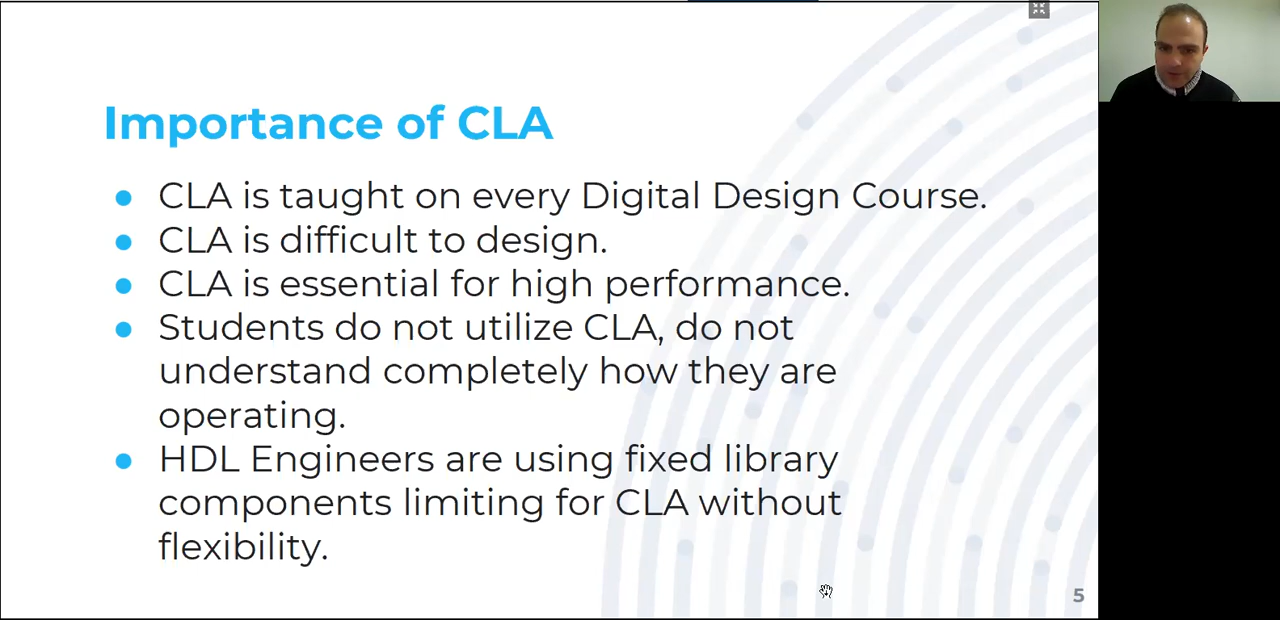 Importance of CLA
CLA is taught on every Digital Design Course.
CLA is difficult to design.
CLA is essential for high performance.
Students do not utilize CLA, do not
understand completely how they are
operating.
HDL Engineers are using fixed library
components limiting for CLA without
flexibility.
5